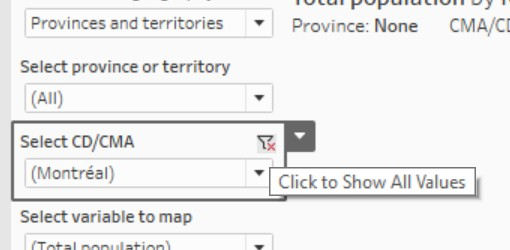 Provinces and territories
Total population by
Province: None CMA/CD
Select province or territory
(All)
Select CD/CMA
(Montréal)
Click to Show All Values
Select variable to map
(Total population)